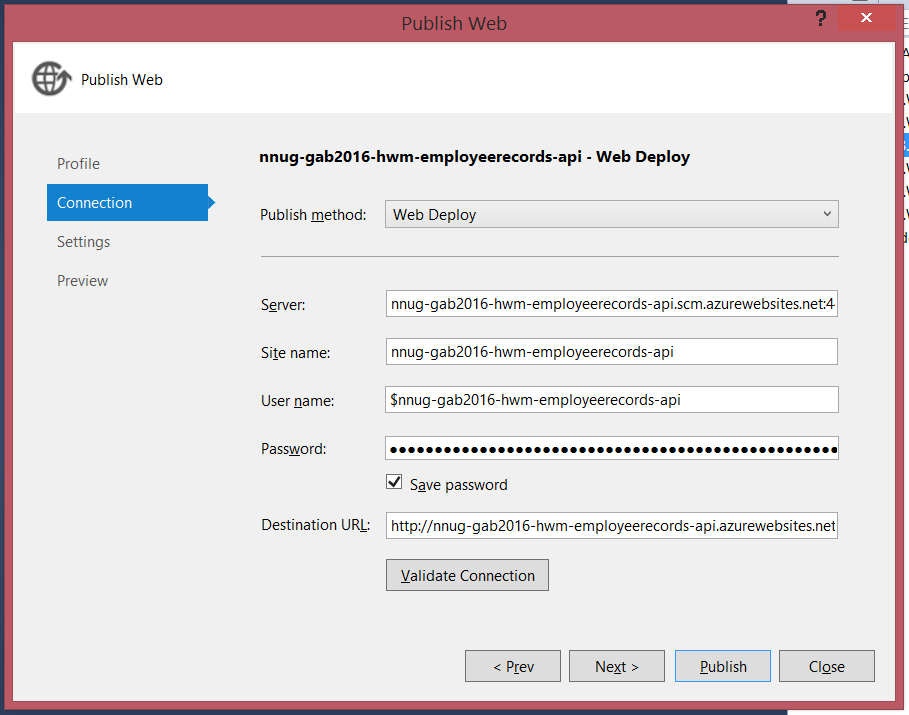 Publish Web
?
Publish Web
Profile
Connection
Settings
Preview
nnug-gab2016-hwm-employeerecords-api - Web Deploy
Publish method: Web Deploy
Server: nnug-gab2016-hwm-employeerecords-api.scm.azurewebsites.net:4
Site name: nnug-gab2016-hwm-employeerecords-api
User name: $nnug-gab2016-hwm-employeerecords-api
Password: ●●●●●●●●●●●●●●●●●●●●●●●●●●●●●●●●●●●●●●●●●●●●●●●●●●
Save password
Destination URL: http://nnug-gab2016-hwm-employeerecords-api.azurewebsites.net
Validate Connection
< Prev Next > Publish Close